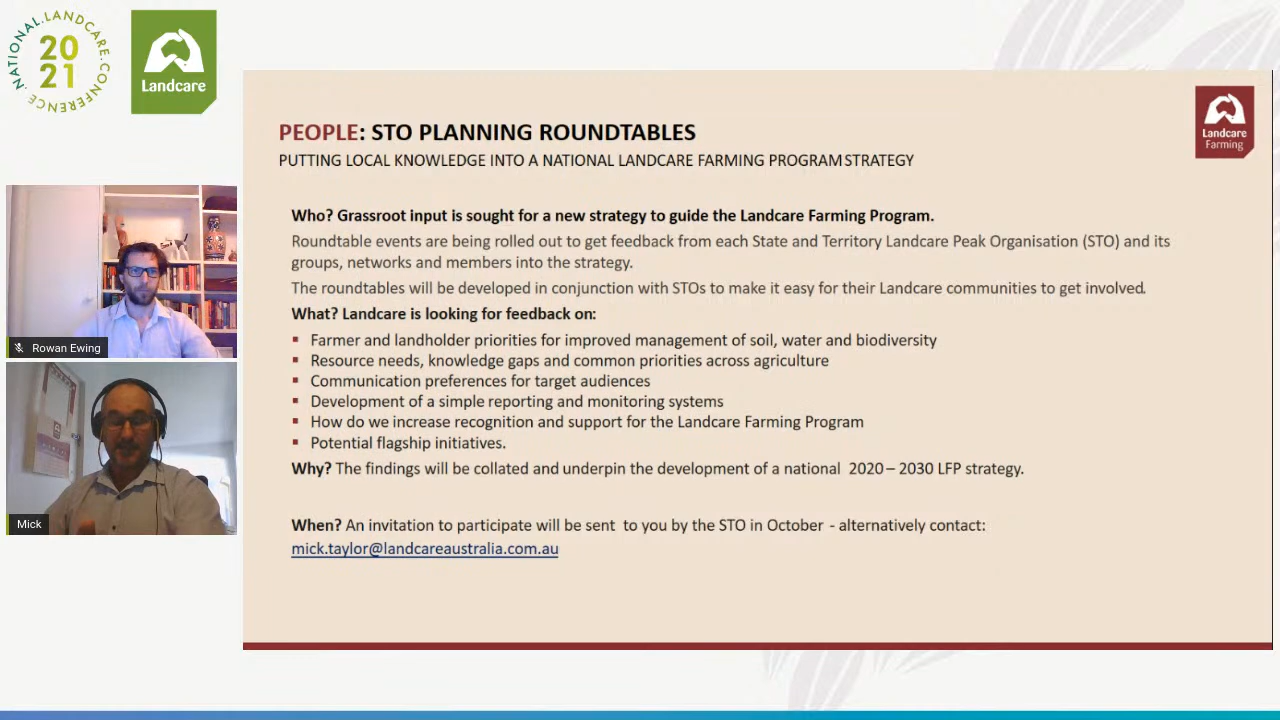 NATIONAL.LANDCARE.CONFERENCE.
20
21
Landcare
Landcare
Farming
PEOPLE: STO PLANNING ROUNDTABLES
PUTTING LOCAL KNOWLEDGE INTO A NATIONAL LANDCARE FARMING PROGRAM STRATEGY
Who? Grassroot input is sought for a new strategy to guide the Landcare Farming Program.
Roundtable events are being rolled out to get feedback from each State and Territory Landcare Peak Organisation (STO) and its
groups, networks and members into the strategy.
The roundtables will be developed in conjunction with STOs to make it easy for their Landcare communities to get involved.
What? Landcare is looking for feedback on:
▪ Farmer and landholder priorities for improved management of soil, water and biodiversity
▪ Resource needs, knowledge gaps and common priorities across agriculture
▪ Communication preferences for target audiences
▪ Development of a simple reporting and monitoring systems
▪ How do we increase recognition and support for the Landcare Farming Program
▪ Potential flagship initiatives.
Why? The findings will be collated and underpin the development of a national 2020 – 2030 LFP strategy.
When? An invitation to participate will be sent to you by the STO in October - alternatively contact:
mick.taylor@landcareaustralia.com.au
Rowan Ewing
Mick